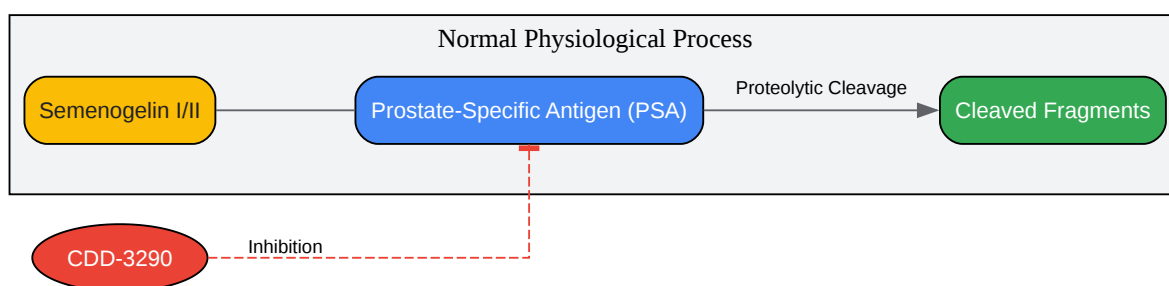 Normal Physiological Process
Semenogelin I/II
Prostate-Specific Antigen (PSA)
Proteolytic Cleavage
Cleaved Fragments
CDD-3290
Inhibition